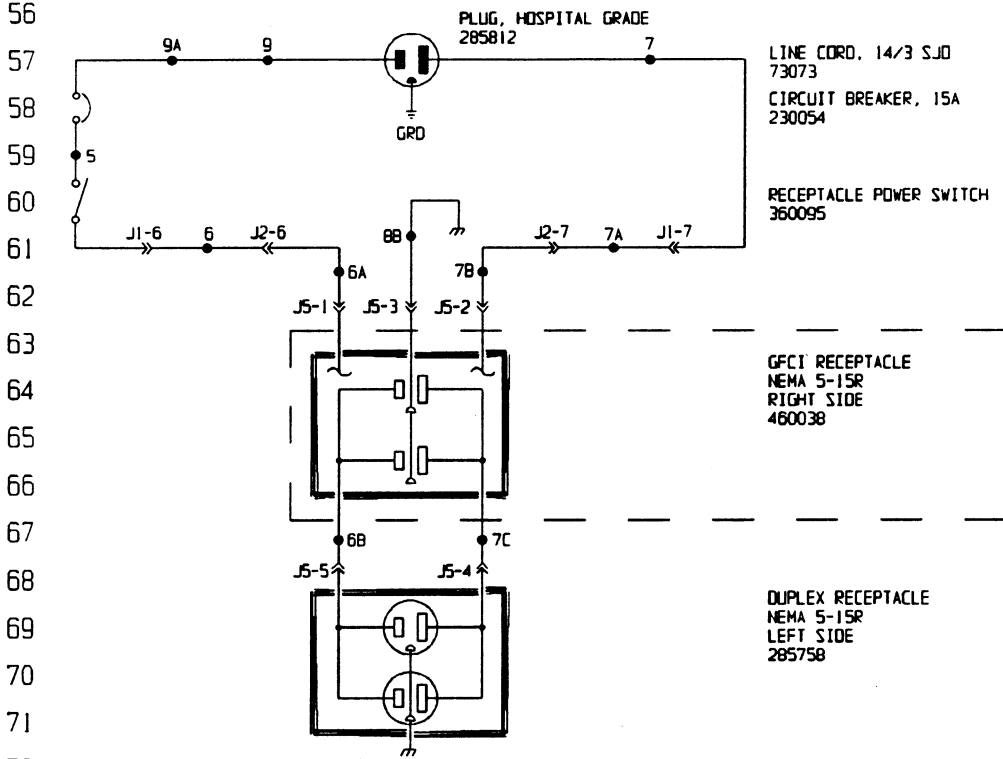 56
PLUG, HOSPITAL GRADE
285812
57
9A
9
7
LINE CORD, 14/3 SJO
73073
58
CIRCUIT BREAKER, 15A
230054
GRD
59
5
60
RECEPTACLE POWER SWITCH
360095
61
J1-6
6
J2-6
8B
J2-7
7A
J1-7
6A
7B
62
J5-1
J5-3
J5-2
63
GFCI RECEPTACLE
NEMA 5-15R
RIGHT SIDE
460038
64
65
66
67
6B
7C
68
J5-5
J5-4
DUPLEX RECEPTACLE
NEMA 5-15R
LEFT SIDE
285758
69
70
71